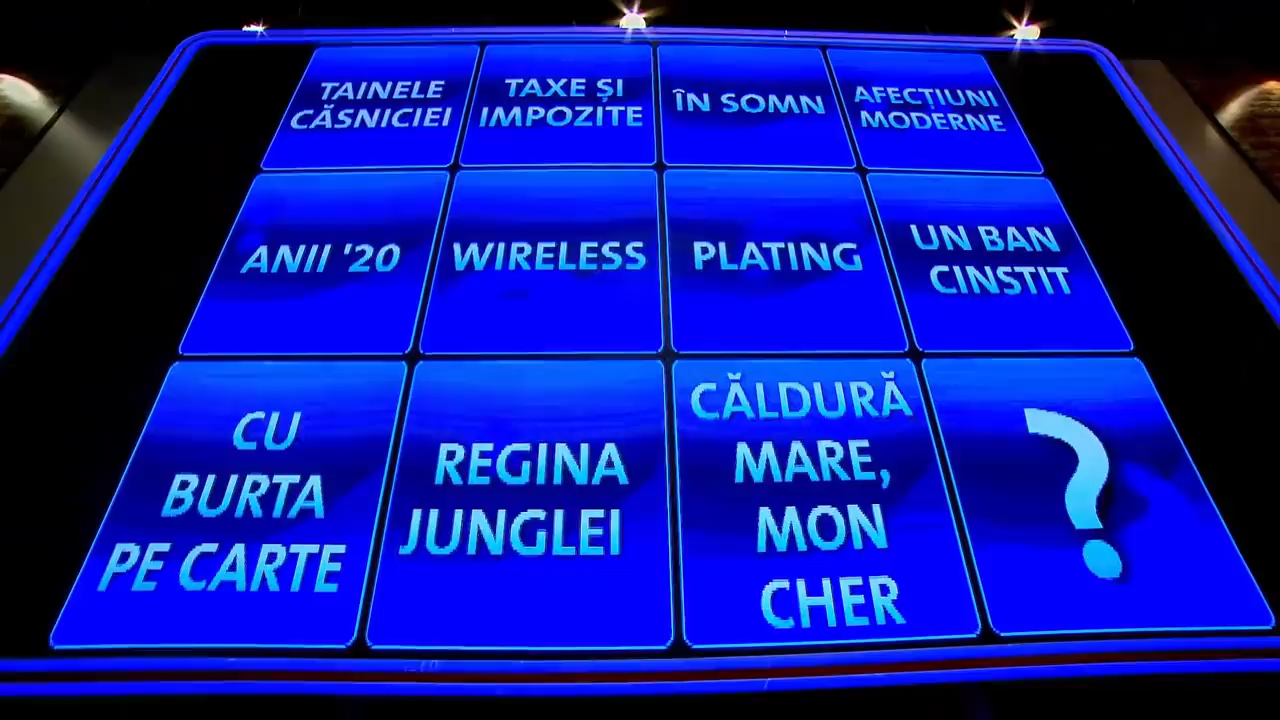 TAINELE
CĂSNICIEI
TAXE ȘI
IMPOZITE
ÎN SOMN
AFECȚIUNI
MODERNE
ANII '20
WIRELESS
PLATING
UN BAN
CINSTIT
CU
BURTA
PE CARTE
REGINA
JUNGLEI
CĂLDURĂ
MARE,
MON
CHER
?